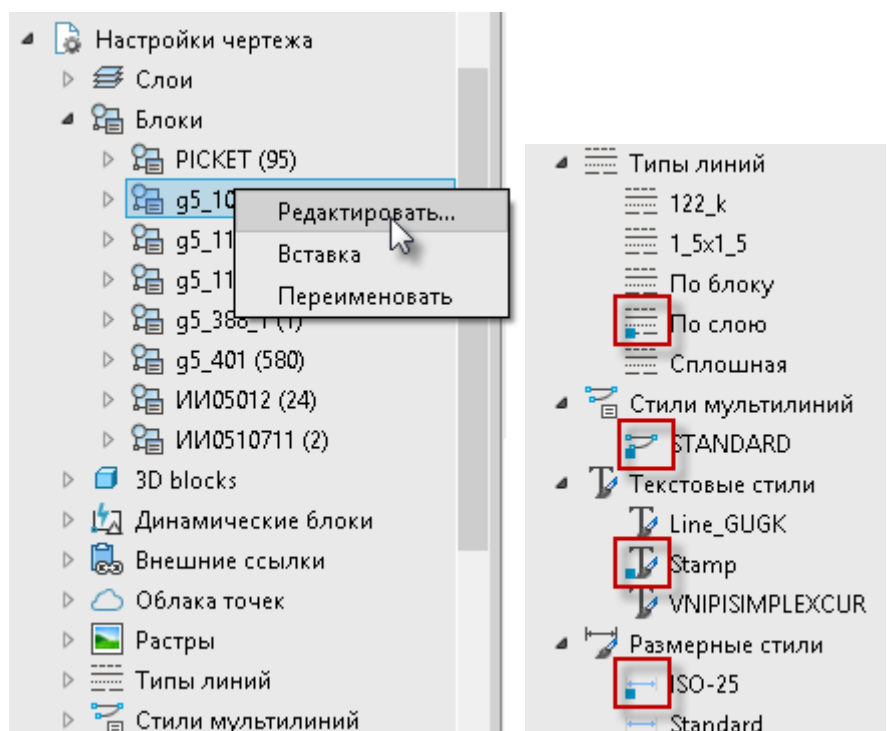 Настройки чертежа
Слои
Блоки
PICKET (95)
g5_10
Редактировать...
g5_11
Вставка
g5_11
Переименовать
g5_388_1 (1)
g5_401 (580)
ИИ05012 (24)
ИИ0510711 (2)
3D blocks
Динамические блоки
Внешние ссылки
Облака точек
Растры
Типы линий
Стили мультилиний
Типы линий
122_k
1_5x1_5
По блоку
По слою
Сплошная
Стили мультилиний
STANDARD
Текстовые стили
Line_GUGK
Stamp
VNIPISIMPLEXCUR
Размерные стили
ISO-25
Standard